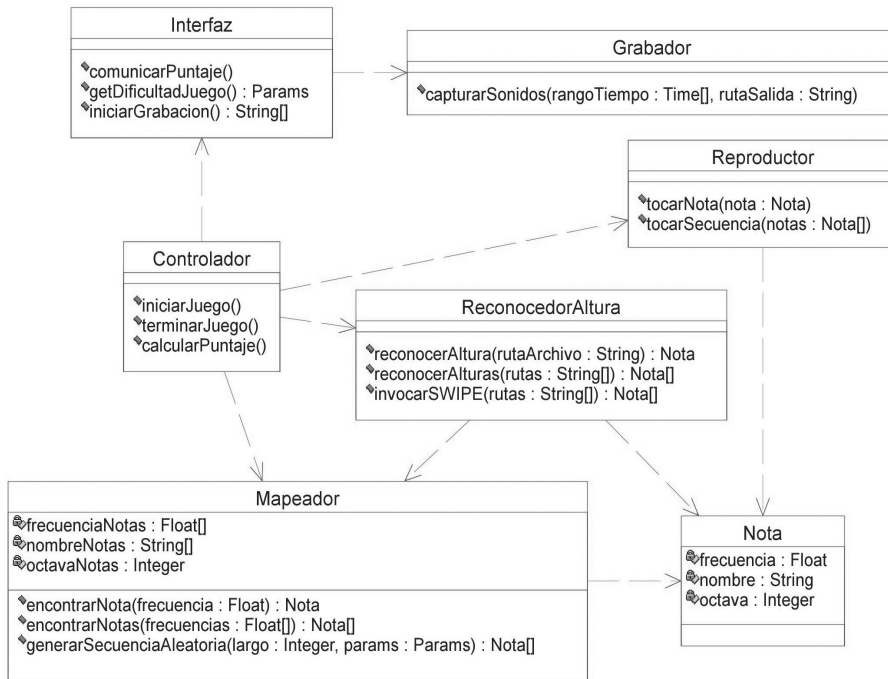 Interfaz
comunicarPuntaje()
getDificultadJuego() : Params
iniciarGrabacion() : String[]
Grabador
capturarSonidos(rangoTiempo : Time[], rutaSalida : String)
Reproductor
tocarNota(nota : Nota)
tocarSecuencia(notas : Nota[])
Controlador
iniciarJuego()
terminarJuego()
calcularPuntaje()
ReconocedorAltura
reconocerAltura(rutaArchivo : String) : Nota
reconocerAlturas(rutas : String[]) : Nota[]
invocarSWIPE(rutas : String[]) : Nota[]
Mapeador
frecuenciaNotas : Float[]
nombreNotas : String[]
octavaNotas : Integer
encontrarNota(frecuencia : Float) : Nota
encontrarNotas(frecuencias : Float[]) : Nota[]
generarSecuenciaAleatoria(largo : Integer, params : Params) : Nota[]
Nota
frecuencia : Float
nombre : String
octava : Integer